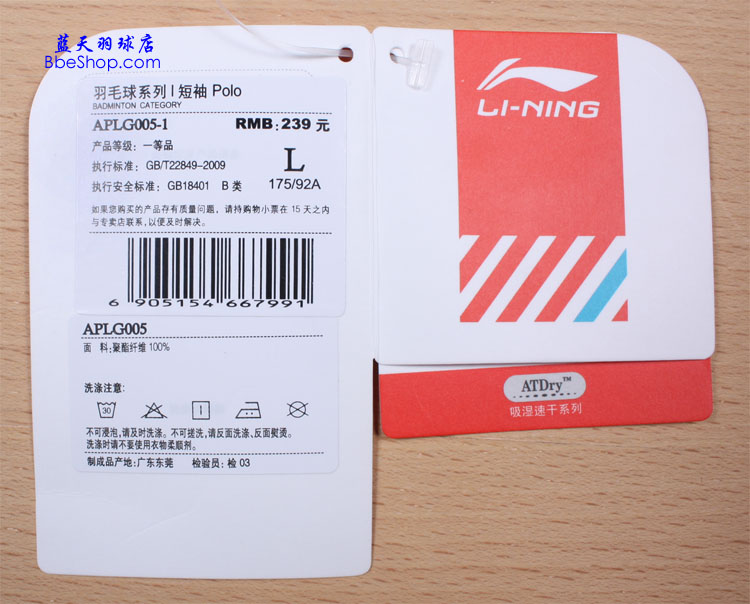 蓝天羽球店
BbeShop.com
羽毛球系列 | 短袖 Polo
BADMINTON CATEGORY
APLG005-1 RMB: 239 元
产品等级: 一等品
执行标准: GB/T22849-2009
L
执行安全标准: GB18401 B 类
175/92A
如果您购买的产品存有质量问题, 请持购物小票在 15 天之内
与专卖店联系,以便及时解决。
6 905154 667991
APLG005
面 料:聚酯纤维 100%
洗涤注意:
30
不可浸泡,请及时洗涤。不可搓洗,请反面洗涤、反面熨烫。
洗涤时请不要使用衣物柔顺剂。
制成品产地: 广东东莞 检验员: 检 03
LI-NING
ATDry™
吸湿速干系列